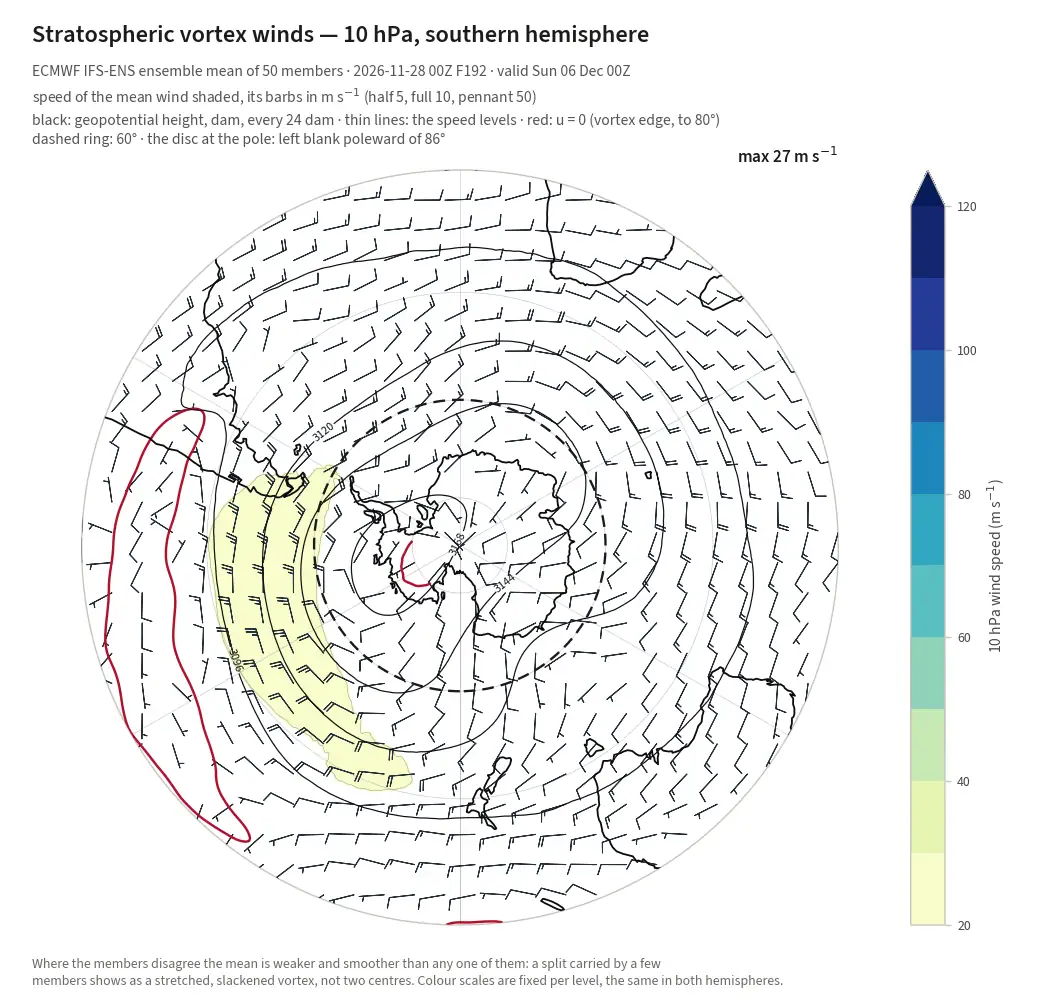 Stratospheric vortex winds — 10 hPa, southern hemisphere
ECMWF IFS-ENS ensemble mean of 50 members · 2026-11-28 00Z F192 · valid Sun 06 Dec 00Z
speed of the mean wind shaded, its barbs in m s⁻¹ (half 5, full 10, pennant 50)
black: geopotential height, dam, every 24 dam · thin lines: the speed levels · red: u = 0 (vortex edge, to 80°)
dashed ring: 60° · the disc at the pole: left blank poleward of 86°
max 27 m s⁻¹
120
100
80
60
40
20
10 hPa wind speed (m s⁻¹)
3120
3168
3144
3096
Where the members disagree the mean is weaker and smoother than any one of them: a split carried by a few
members shows as a stretched, slackened vortex, not two centres. Colour scales are fixed per level, the same in both hemispheres.